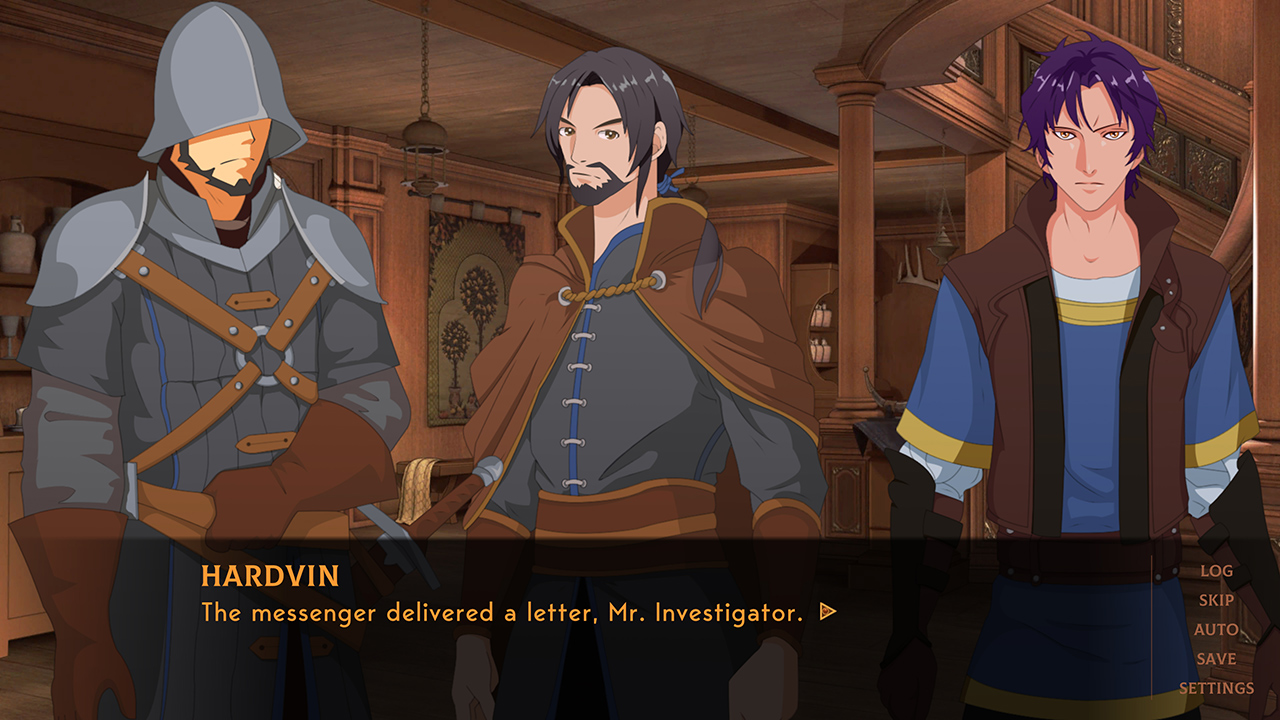 HARDVIN
The messenger delivered a letter, Mr. Investigator.
LOG
SKIP
AUTO
SAVE
SETTINGS